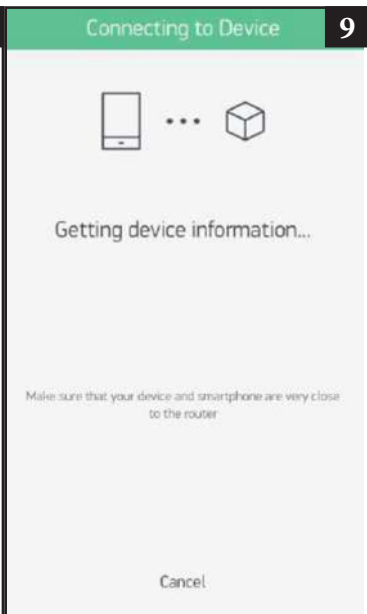 Connecting to Device
9
Getting device information...
Make sure that your device and smartphone are very close
to the router
Cancel